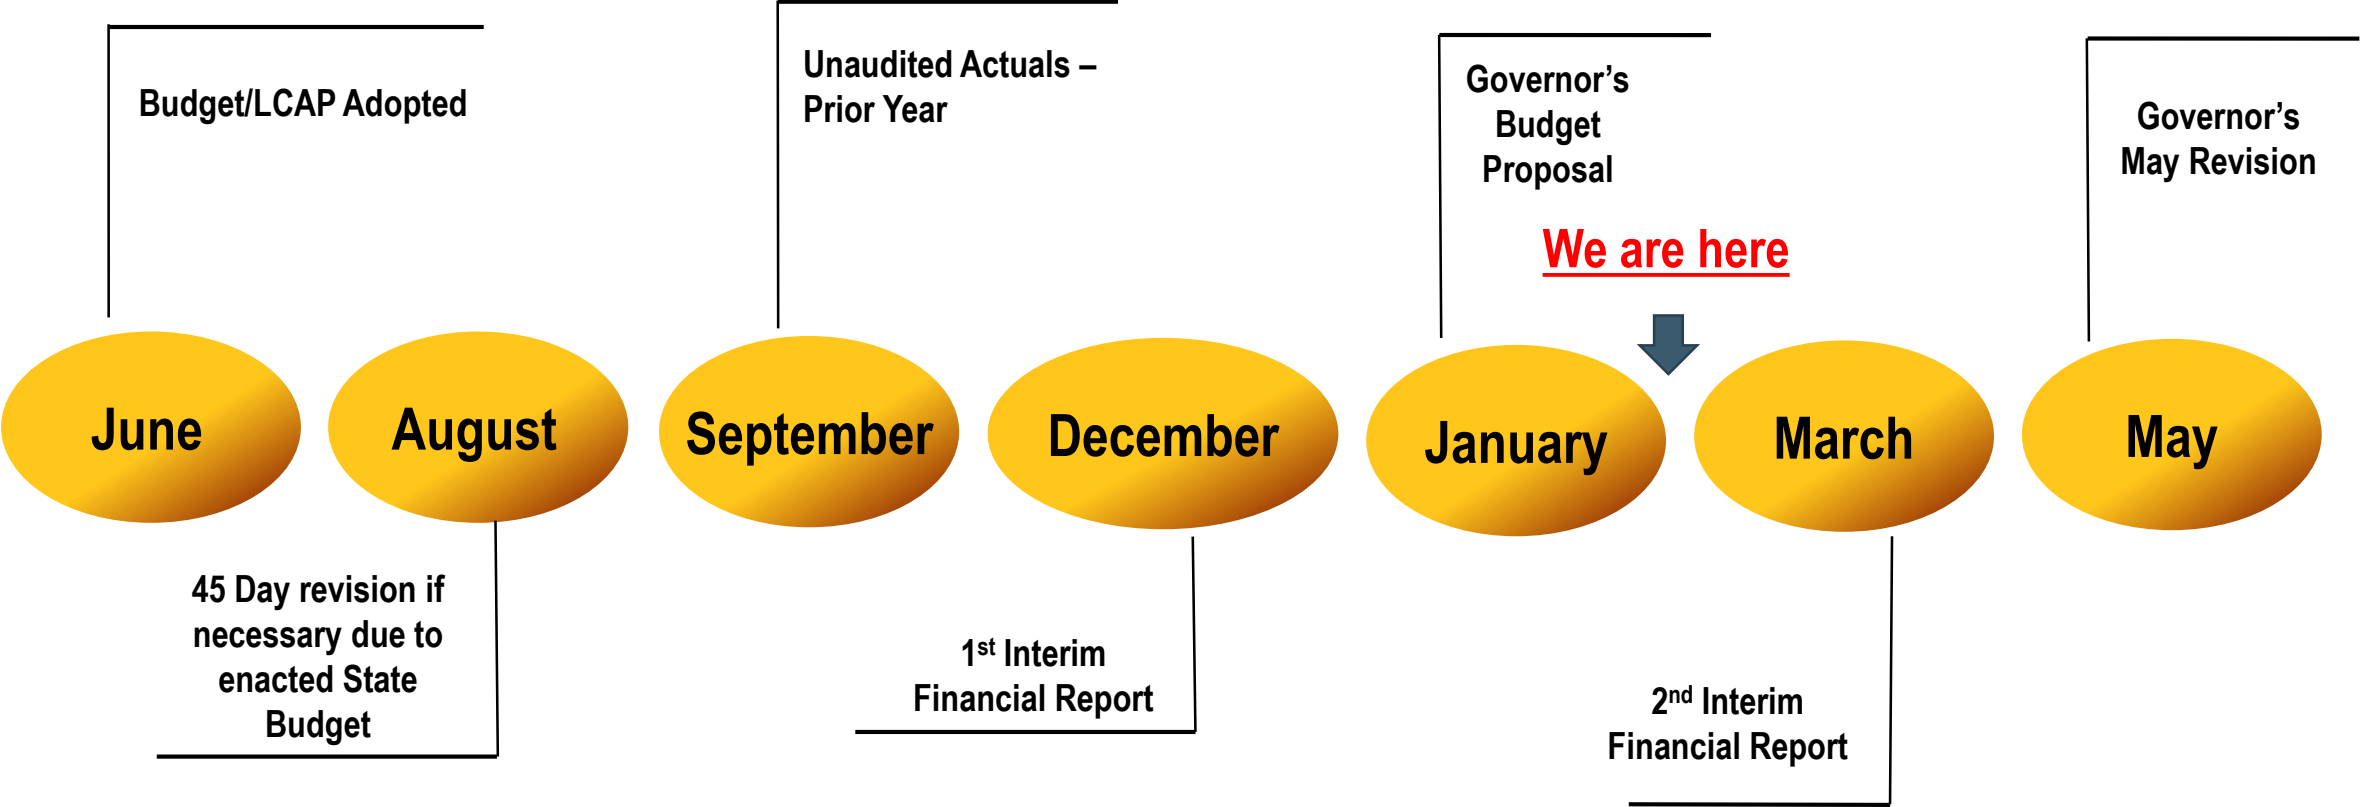 Budget/LCAP Adopted
Unaudited Actuals –
Prior Year
Governor’s
Budget
Proposal
Governor’s
May Revision
We are here
June
August
September
December
January
March
May
45 Day revision if
necessary due to
enacted State
Budget
1st Interim
Financial Report
2nd Interim
Financial Report